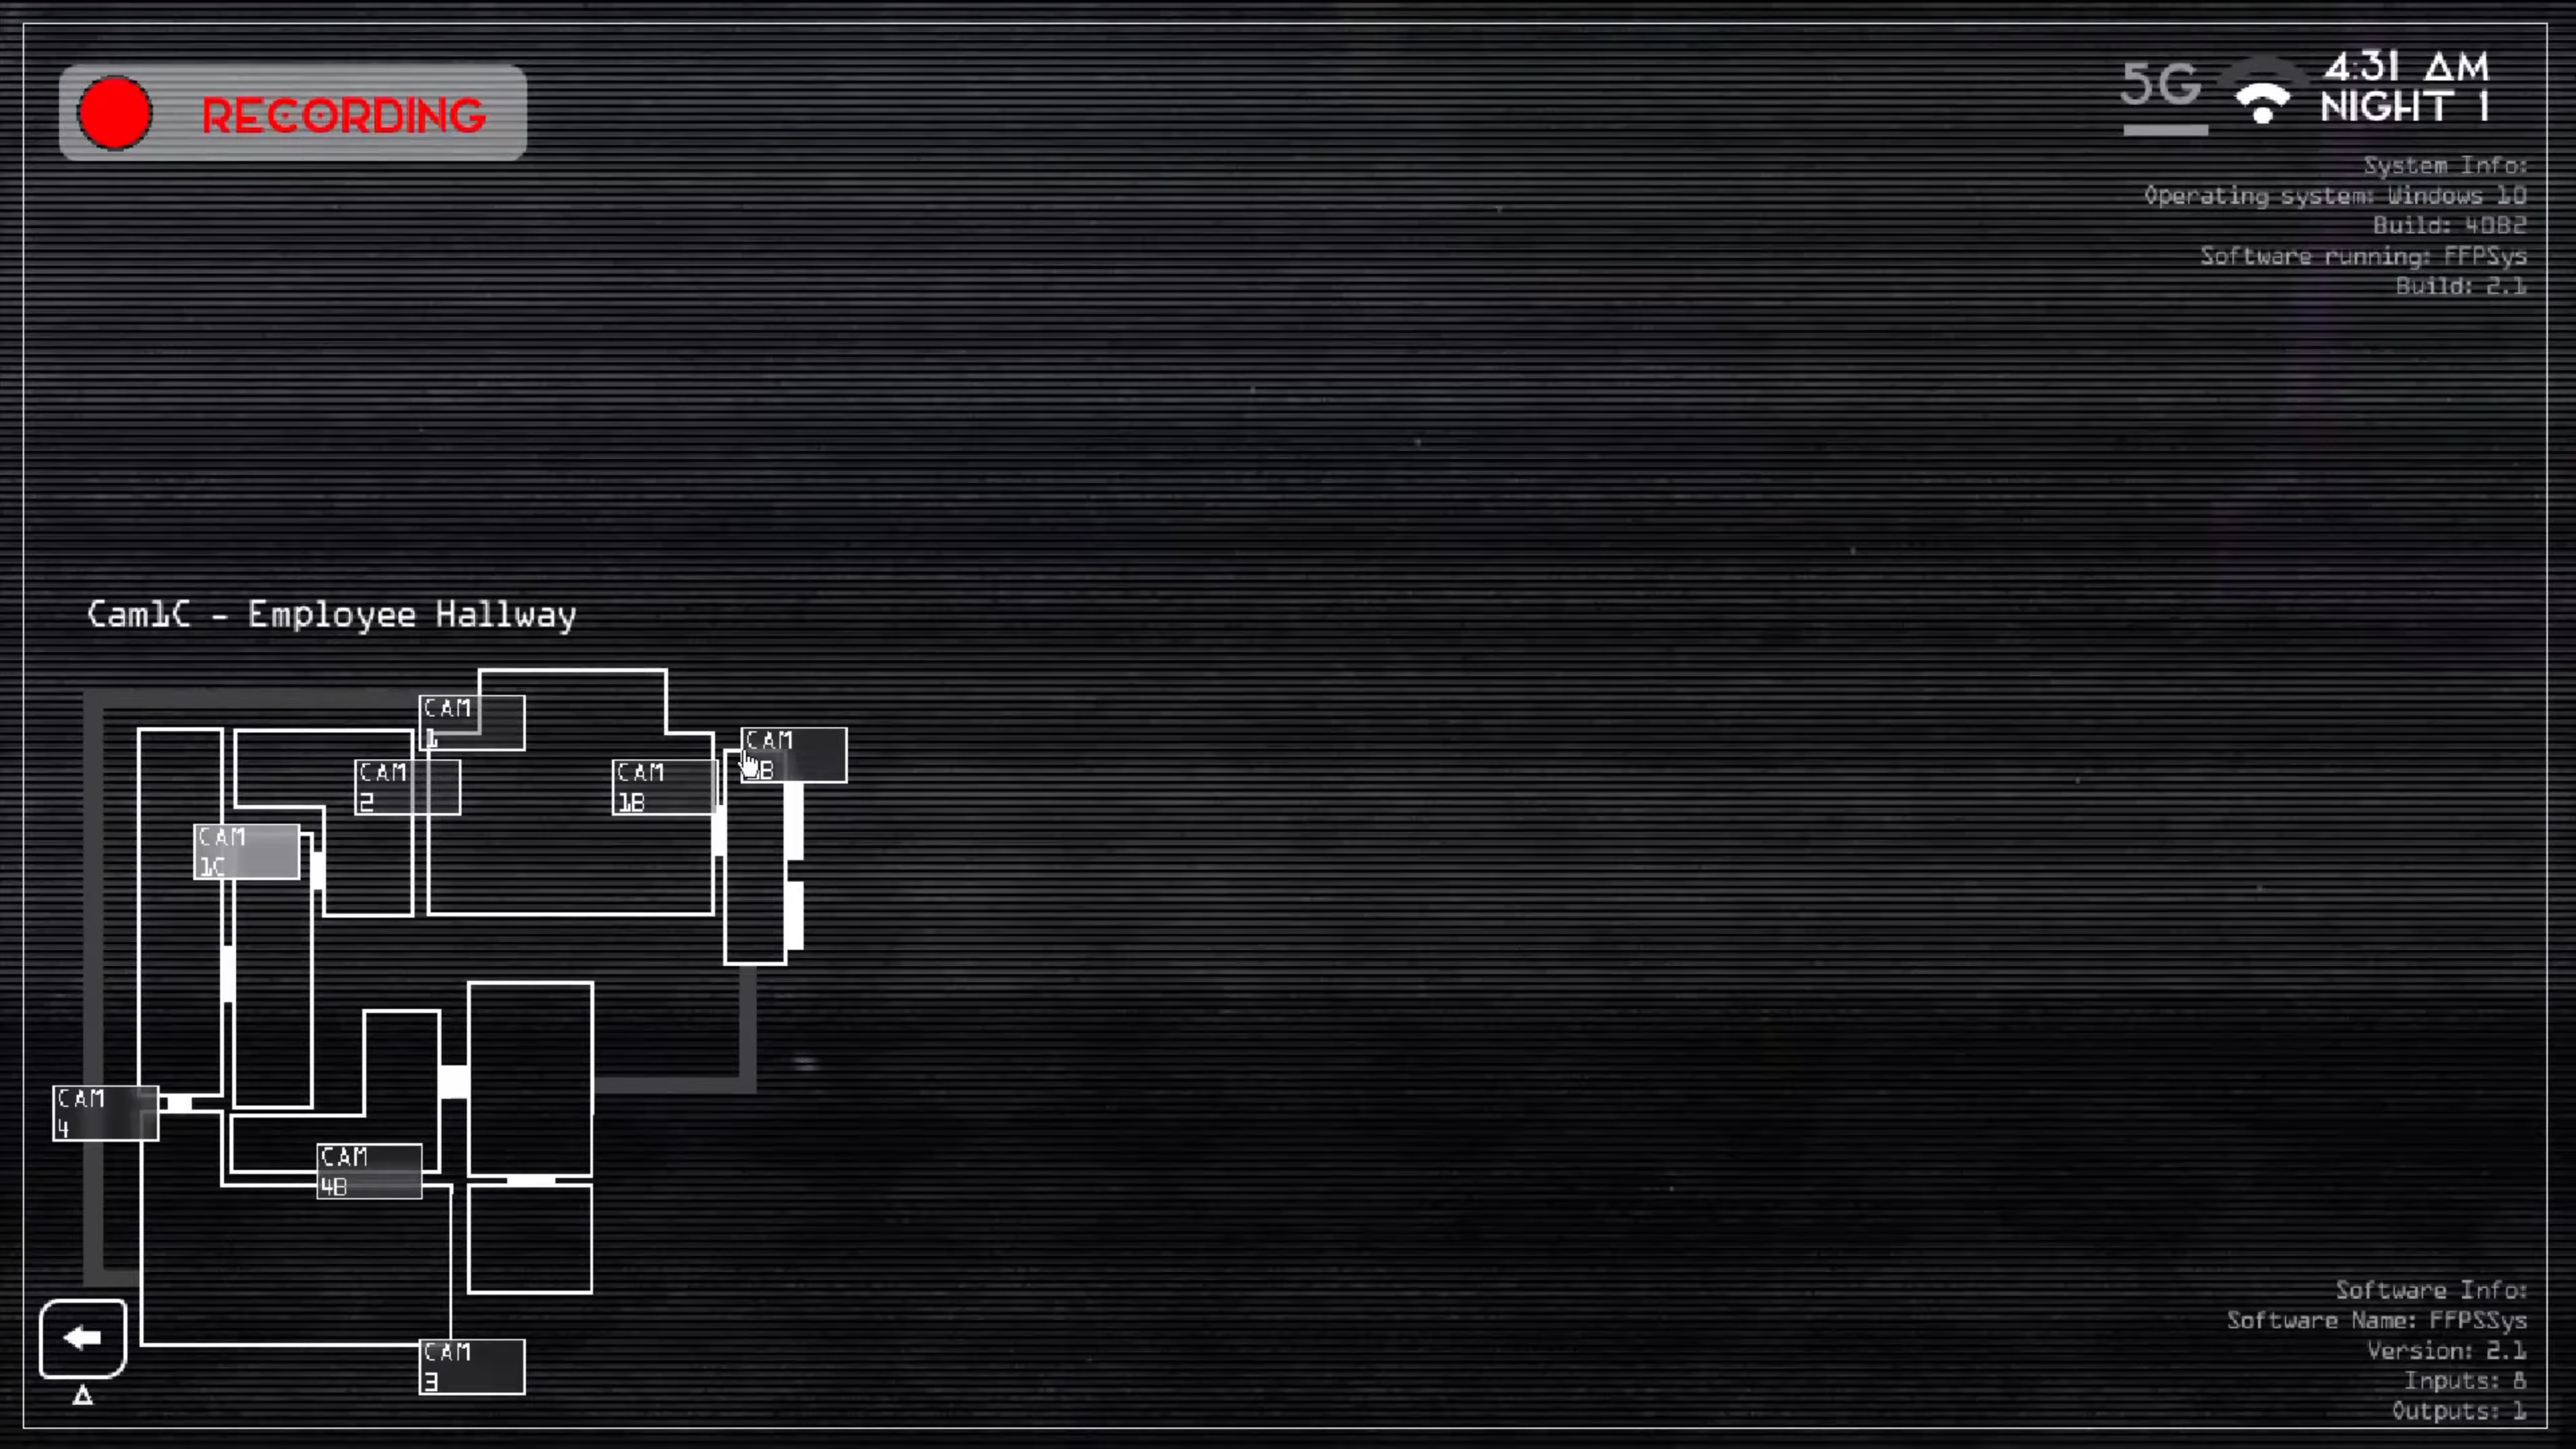 RECORDING
5G
4:31 AM
NIGHT 1
System Info:
Operating system: Windows 10
Build: 4082
Software running: FFPSys
Build: 2.1
Cam1C - Employee Hallway
CAM
1
CAM
B
CAM
2
CAM
1B
CAM
1C
CAM
4
CAM
4B
CAM
3
A
Software Info:
Software Name: FFPSSys
Version: 2.1
Inputs: 8
Outputs: 1